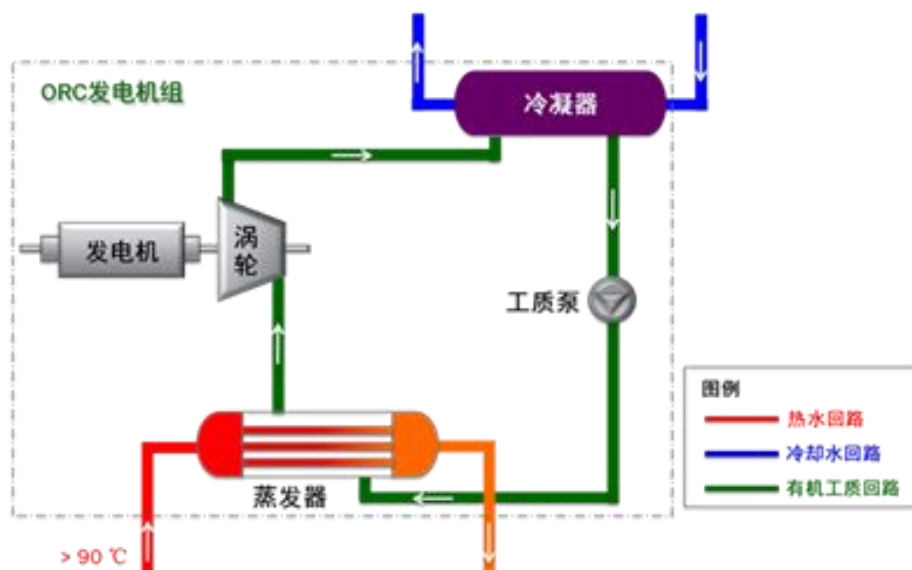 ORC发电机组
冷凝器
发电机
涡
轮
工质泵
蒸发器
> 90 ℃
图例
热水回路
冷却水回路
有机工质回路